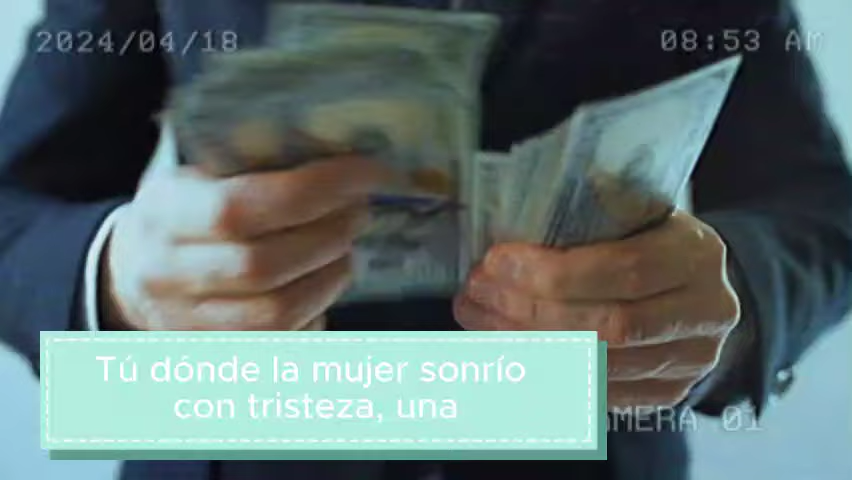 2024/04/18
08:53 AM
Tú dónde la mujer sonrío
con tristeza, una
AMERA 01